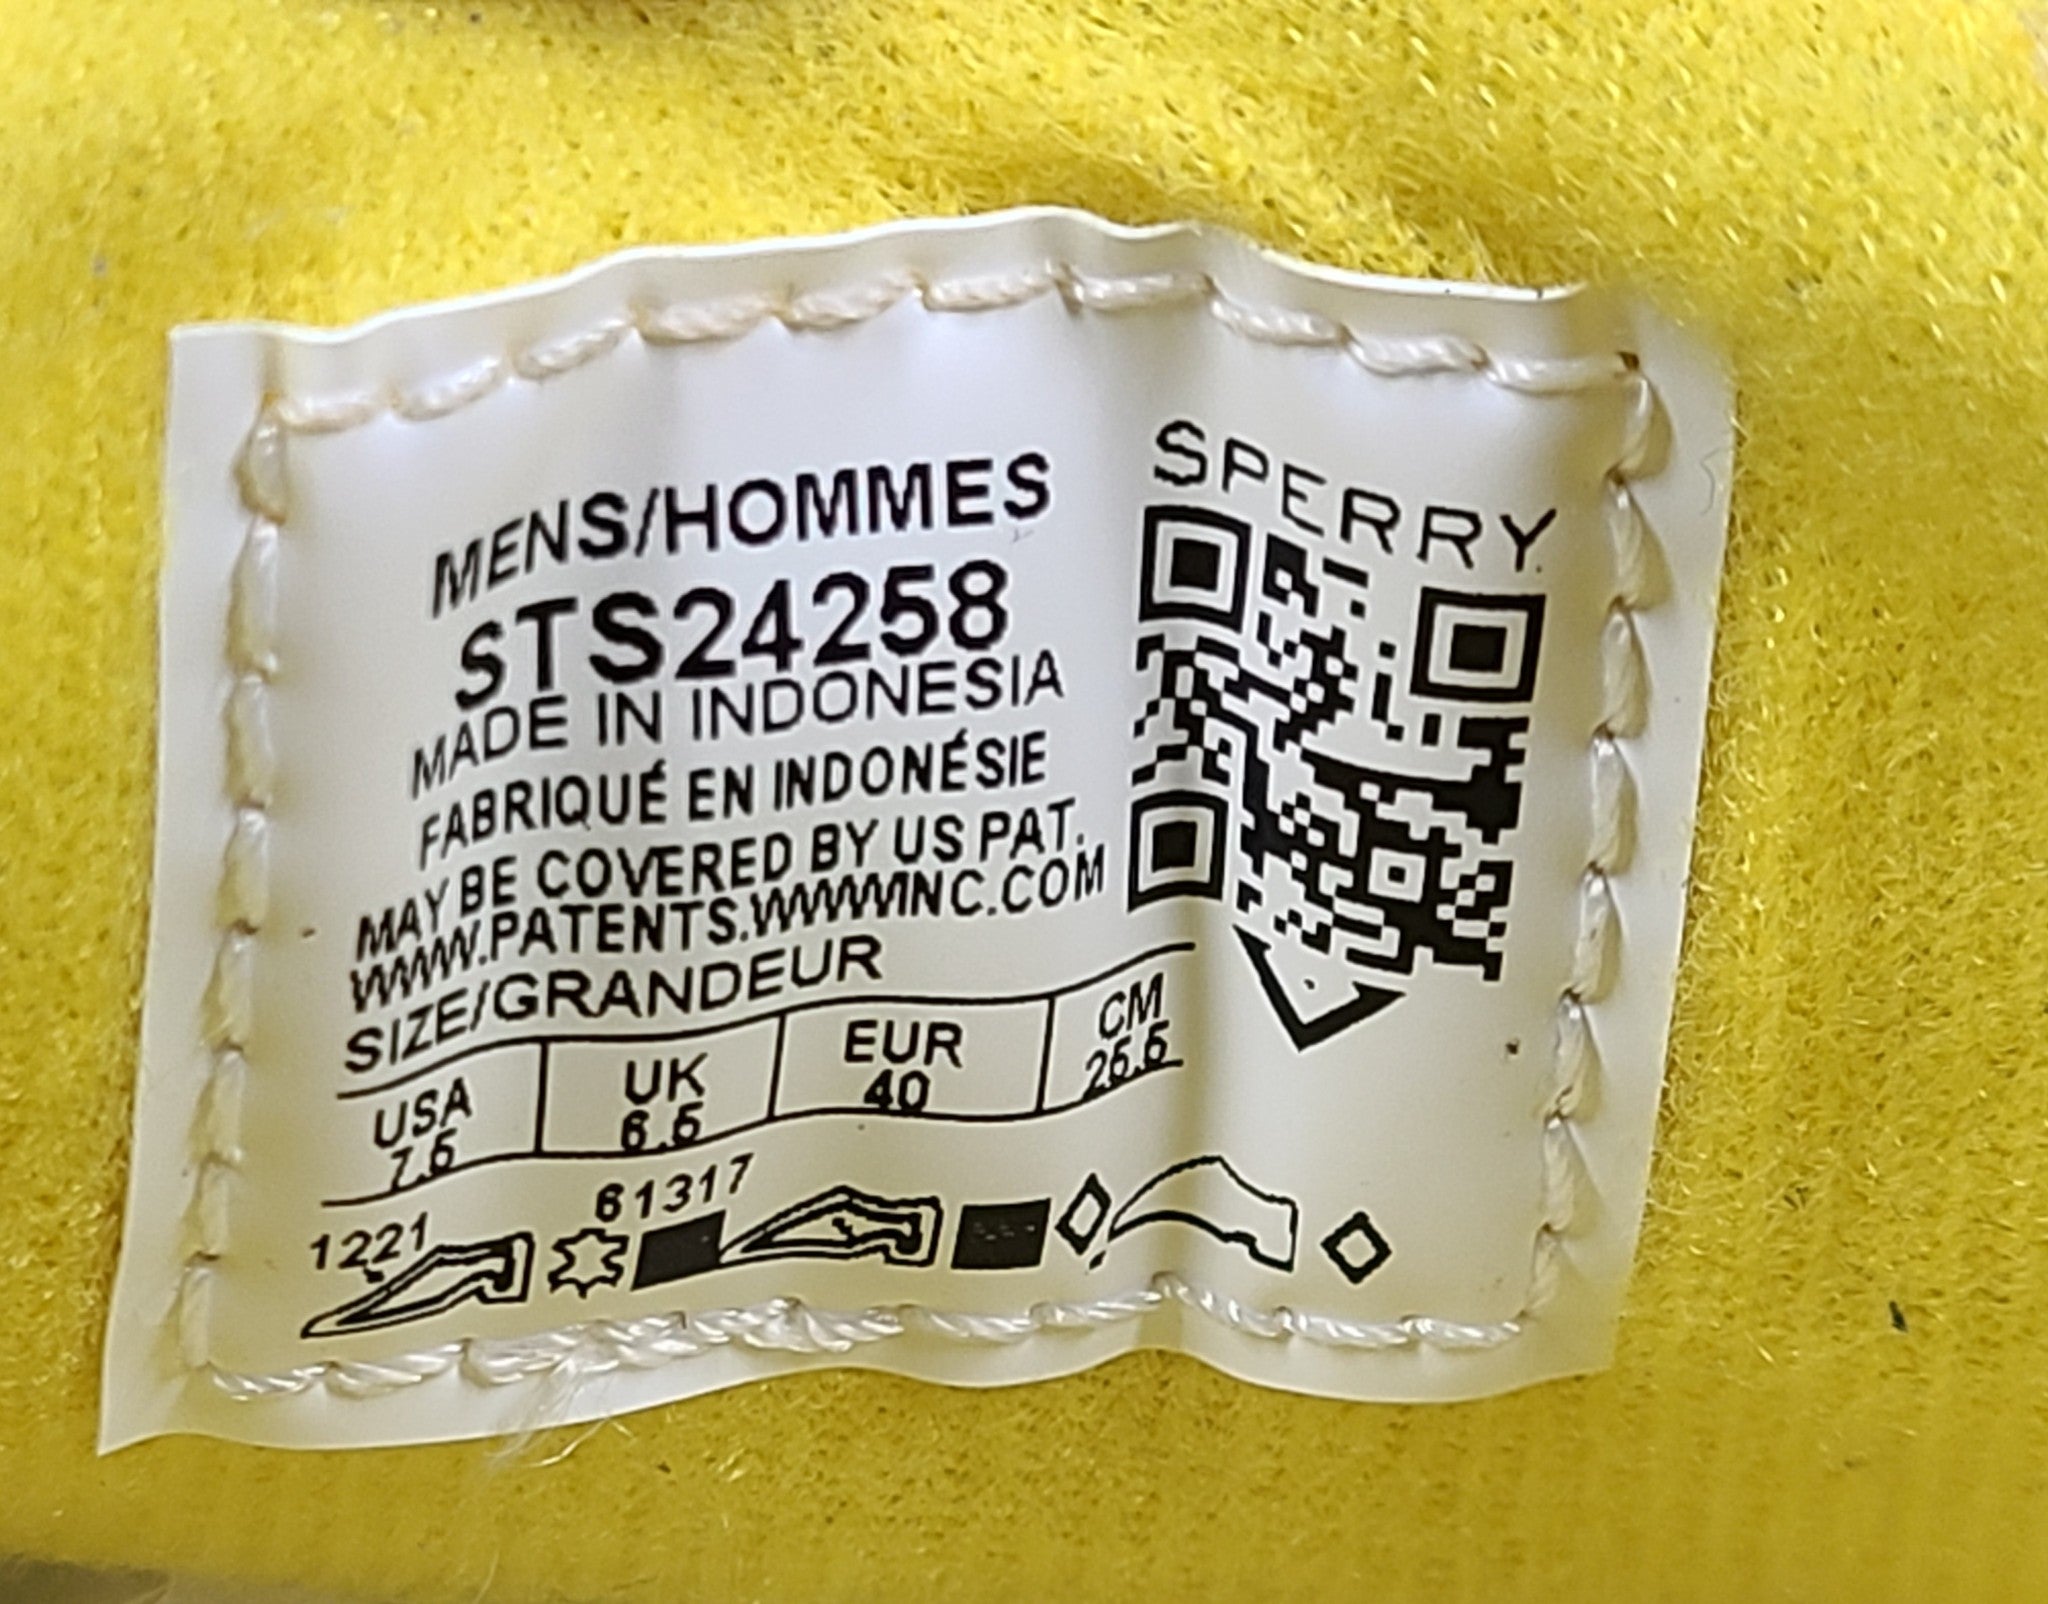 MENS/HOMMES
STS24258
MADE IN INDONESIA
FABRIQUÉ EN INDONÉSIE
MAY BE COVERED BY US PAT.
WWW.PATENTS.WWWINC.COM
SIZE/GRANDEUR
USA UK EUR CM
7.5 6.5 40 25.5
1221 61317
SPERRY